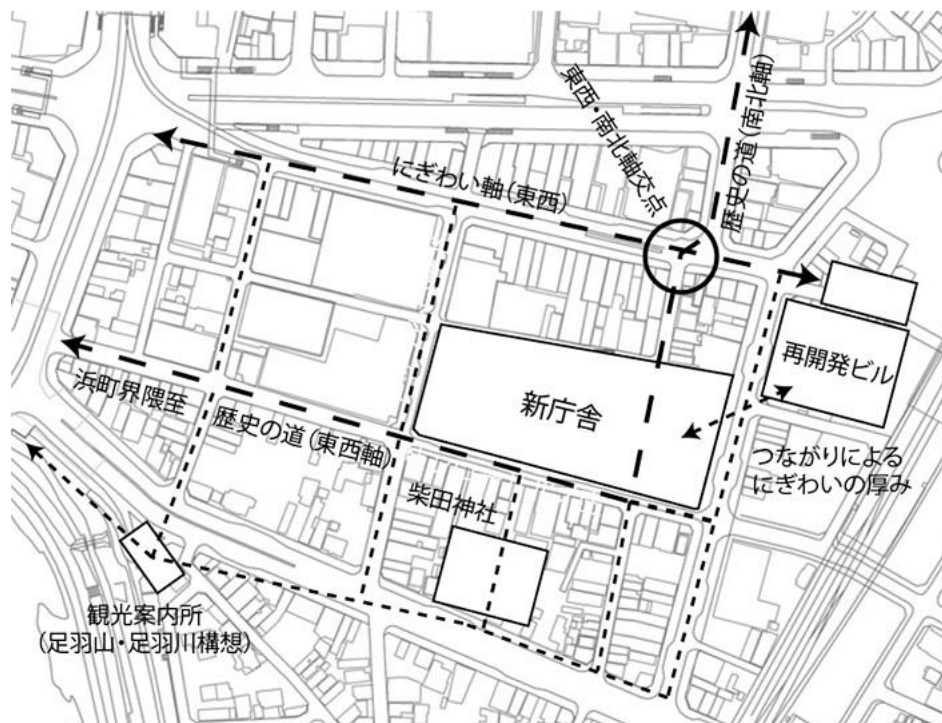 東西・南北軸交点
歴史の道(南北軸)
にぎわい軸(東西)
再開発ビル
新庁舎
浜町界隈至
歴史の道(東西軸)
つながりによる
にぎわいの厚み
柴田神社
観光案内所
(足羽山・足羽川構想)